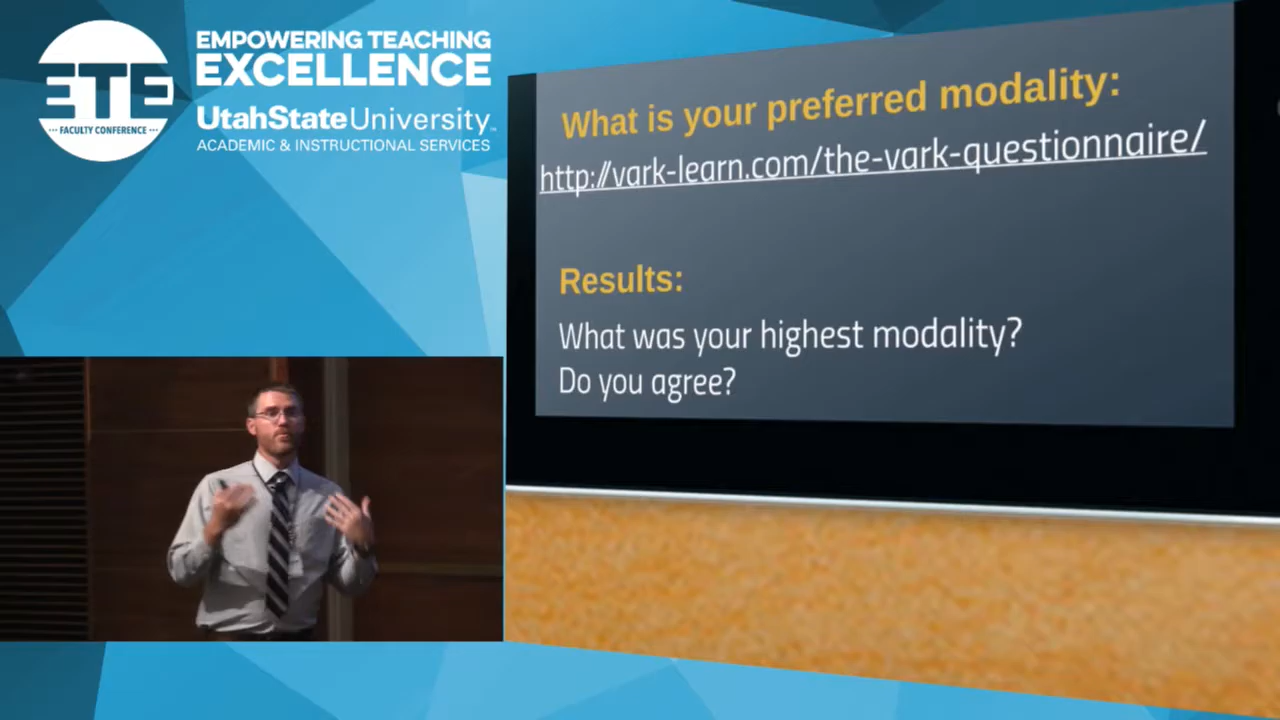 ETE
FACULTY CONFERENCE
EMPOWERING TEACHING
EXCELLENCE
UtahStateUniversity
ACADEMIC & INSTRUCTIONAL SERVICES
What is your preferred modality:
http://vark-learn.com/the-vark-questionnaire/
Results:
What was your highest modality?
Do you agree?